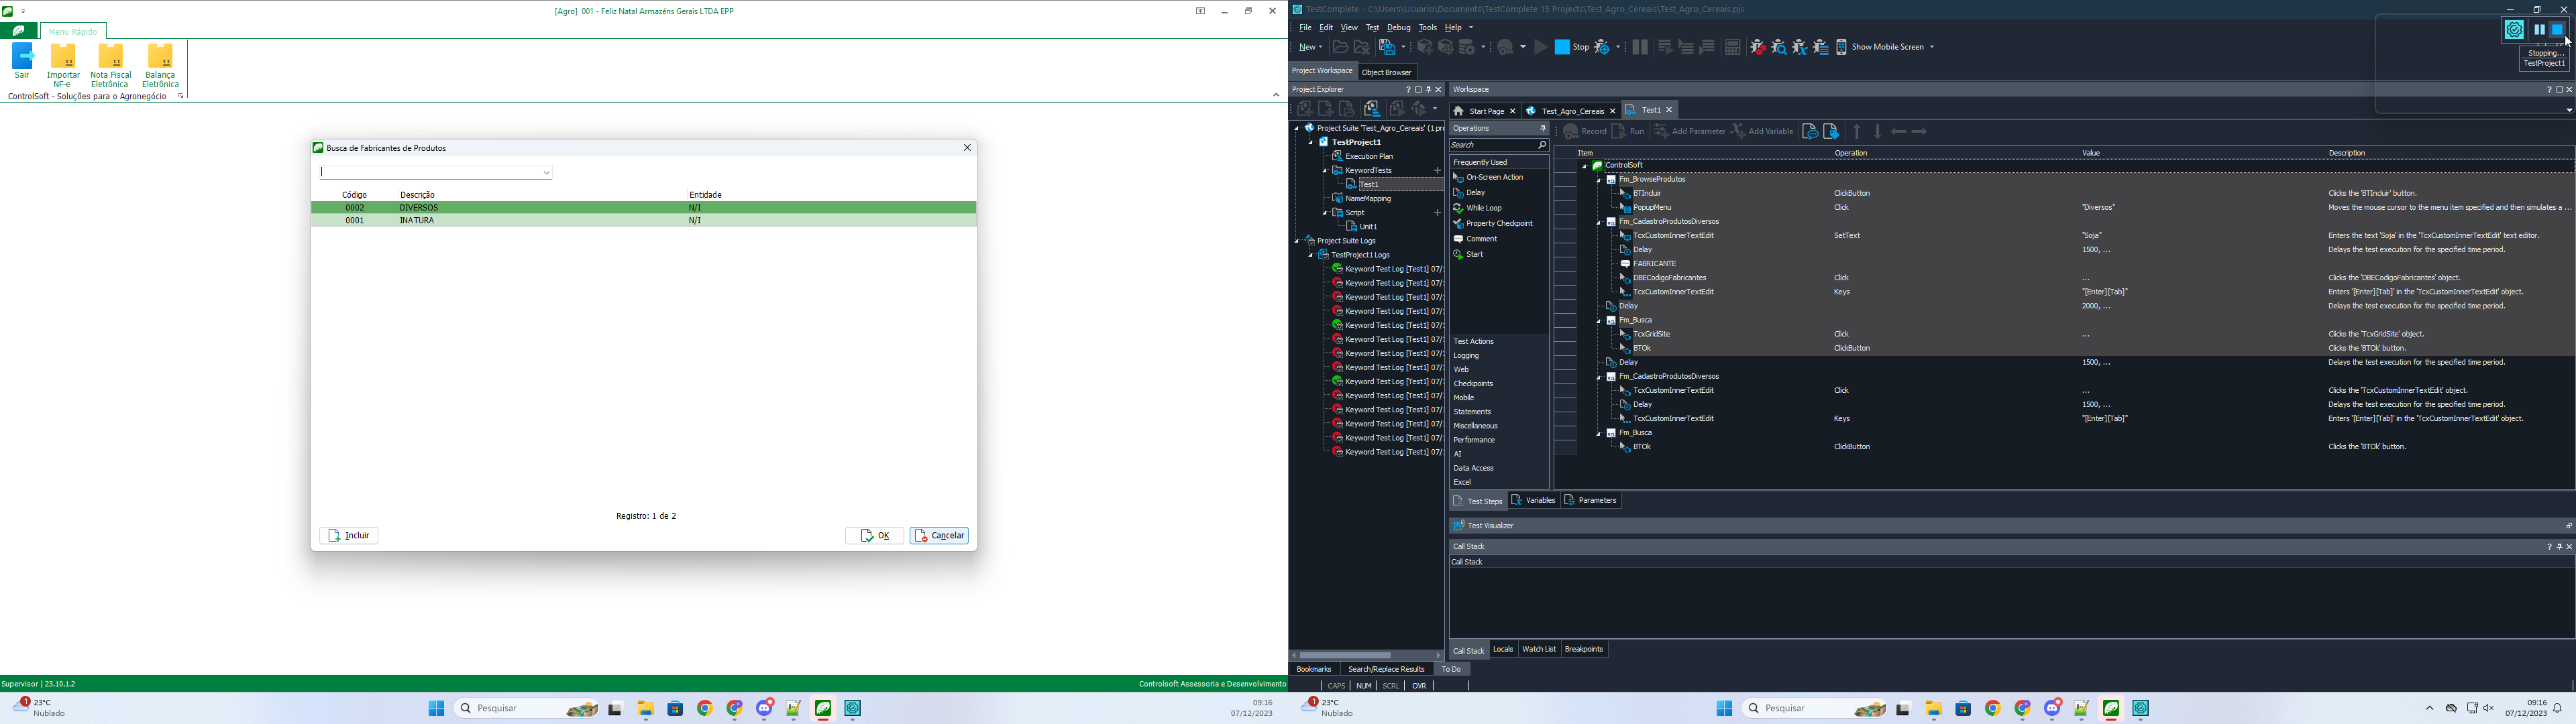 [Agro] 001 - Feliz Natal Armazéns Gerais LTDA EPP
Menu Rápido
Sair
Importar NF-e
Nota Fiscal Eletrônica
Balança Eletrônica
ControlSoft - Soluções para o Agronegócio
Busca de Fabricantes de Produtos
Código Descrição Entidade
0002 DIVERSOS N/I
0001 INATURA N/I
Registro: 1 de 2
Incluir
OK
Cancelar
Supervisor | 23.10.1.2
Controlsoft Assessoria e Desenvolvimento
1
23°C
Nublado
Pesquisar
09:16
07/12/2023
TestComplete - C:\Users\Usuario\Documents\TestComplete 15 Projects\Test_Agro_Cereais\Test_Agro_Cereais.pjs
File Edit View Test Debug Tools Help
New
Stop
Show Mobile Screen
Stopping...
TestProject1
Project Workspace
Object Browser
Project Explorer
Project Suite 'Test_Agro_Cereais' (1 pr
TestProject1
Execution Plan
KeywordTests
Test1
NameMapping
Script
Unit1
Project Suite Logs
TestProject1 Logs
Keyword Test Log [Test1] 07/
Keyword Test Log [Test1] 07/
Keyword Test Log [Test1] 07/
Keyword Test Log [Test1] 07/
Keyword Test Log [Test1] 07/
Keyword Test Log [Test1] 07/
Keyword Test Log [Test1] 07/
Keyword Test Log [Test1] 07/
Keyword Test Log [Test1] 07/
Keyword Test Log [Test1] 07/
Keyword Test Log [Test1] 07/
Keyword Test Log [Test1] 07/
Keyword Test Log [Test1] 07/
Keyword Test Log [Test1] 07/
Workspace
Start Page
Test_Agro_Cereais
Test1
Operations
Search
Frequently Used
On-Screen Action
Delay
While Loop
Property Checkpoint
Comment
Start
Test Actions
Logging
Web
Checkpoints
Mobile
Statements
Miscellaneous
Performance
AI
Data Access
Excel
Record
Run
Add Parameter
Add Variable
Item Operation Value Description
ControlSoft
Fm_BrowseProdutos
BTIncluir ClickButton Clicks the 'BTIncluir' button.
PopupMenu Click "Diversos" Moves the mouse cursor to the menu item specified and then simulates a ...
Fm_CadastroProdutosDiversos
TcxCustomInnerTextEdit SetText "Soja" Enters the text 'Soja' in the 'TcxCustomInnerTextEdit' text editor.
Delay 1500, ... Delays the test execution for the specified time period.
FABRICANTE
DBECodigoFabricantes Click ... Clicks the 'DBECodigoFabricantes' object.
TcxCustomInnerTextEdit Keys "[Enter][Tab]" Enters '[Enter][Tab]' in the 'TcxCustomInnerTextEdit' object.
Delay 2000, ... Delays the test execution for the specified time period.
Fm_Busca
TcxGridSite Click ... Clicks the 'TcxGridSite' object.
BTOk ClickButton Clicks the 'BTOk' button.
Delay 1500, ... Delays the test execution for the specified time period.
Fm_CadastroProdutosDiversos
TcxCustomInnerTextEdit Click ... Clicks the 'TcxCustomInnerTextEdit' object.
Delay 1500, ... Delays the test execution for the specified time period.
TcxCustomInnerTextEdit Keys "[Enter][Tab]" Enters '[Enter][Tab]' in the 'TcxCustomInnerTextEdit' object.
Fm_Busca
BTOk ClickButton Clicks the 'BTOk' button.
Test Steps
Variables
Parameters
Test Visualizer
Call Stack
Call Stack
Call Stack Locals Watch List Breakpoints
Bookmarks Search/Replace Results To Do
CAPS NUM SCRL OVR
1
23°C
Nublado
Pesquisar
09:16
07/12/2023